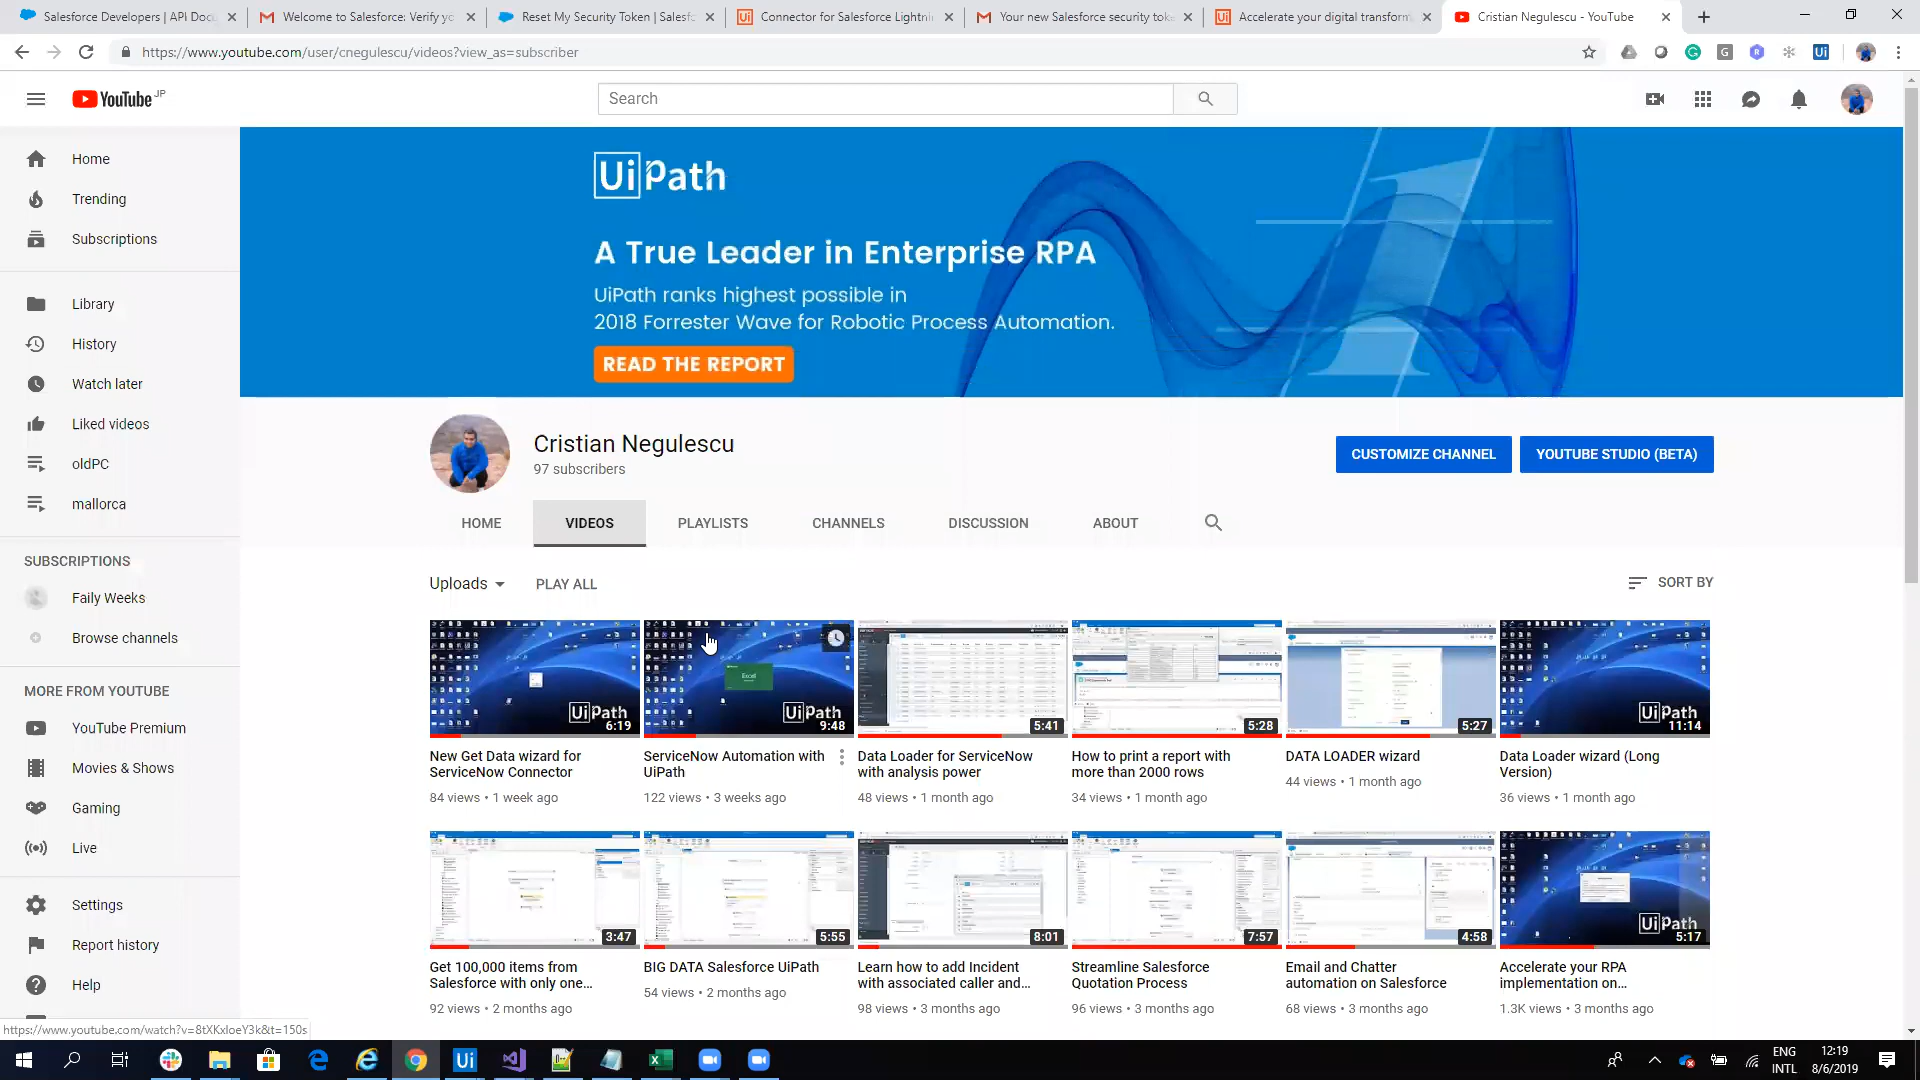 Salesforce Developers | API Docu
Welcome to Salesforce: Verify yo
Reset My Security Token | Salesf
Connector for Salesforce Lightni
Your new Salesforce security tok
Accelerate your digital transform
Cristian Negulescu - YouTube
https://www.youtube.com/user/cnegulescu/videos?view_as=subscriber
YouTube JP
Search
Home
Trending
Subscriptions
Library
History
Watch later
Liked videos
oldPC
mallorca
SUBSCRIPTIONS
Faily Weeks
Browse channels
MORE FROM YOUTUBE
YouTube Premium
Movies & Shows
Gaming
Live
Settings
Report history
Help
UiPath
A True Leader in Enterprise RPA
UiPath ranks highest possible in
2018 Forrester Wave for Robotic Process Automation.
READ THE REPORT
Cristian Negulescu
97 subscribers
CUSTOMIZE CHANNEL
YOUTUBE STUDIO (BETA)
HOME
VIDEOS
PLAYLISTS
CHANNELS
DISCUSSION
ABOUT
Uploads
PLAY ALL
SORT BY
UiPath
6:19
New Get Data wizard for
ServiceNow Connector
84 views • 1 week ago
Excel
UiPath
9:48
ServiceNow Automation with
UiPath
122 views • 3 weeks ago
5:41
Data Loader for ServiceNow
with analysis power
48 views • 1 month ago
5:28
How to print a report with
more than 2000 rows
34 views • 1 month ago
5:27
DATA LOADER wizard
44 views • 1 month ago
UiPath
11:14
Data Loader wizard (Long
Version)
36 views • 1 month ago
3:47
Get 100,000 items from
Salesforce with only one...
92 views • 2 months ago
5:55
BIG DATA Salesforce UiPath
54 views • 2 months ago
8:01
Learn how to add Incident
with associated caller and...
98 views • 3 months ago
7:57
Streamline Salesforce
Quotation Process
96 views • 3 months ago
4:58
Email and Chatter
automation on Salesforce
68 views • 3 months ago
UiPath
5:17
Accelerate your RPA
implementation on...
1.3K views • 3 months ago
https://www.youtube.com/watch?v=8tXKxIoeY3k&t=150s
Ui
ENG
INTL
12:19
8/6/2019